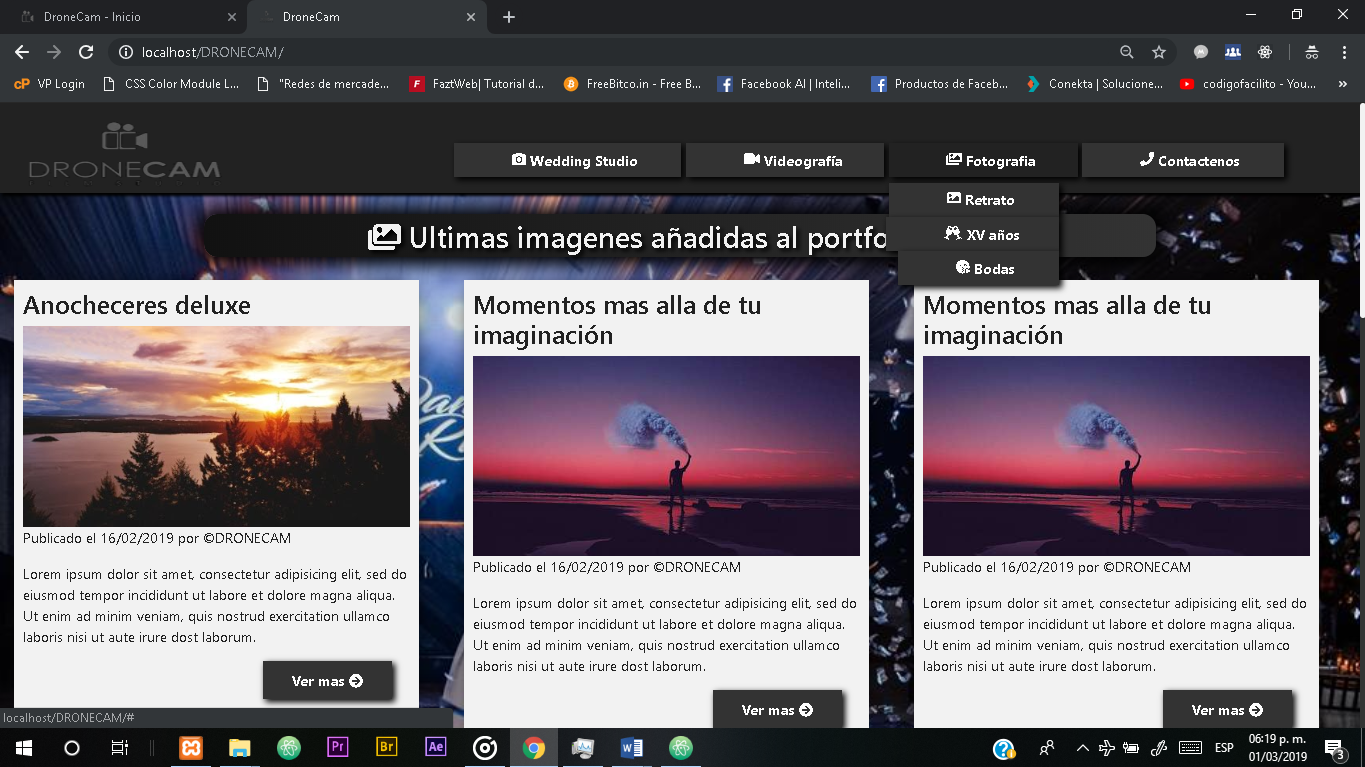 DroneCam - Inicio
DroneCam
localhost/DRONECAM/
VP Login
CSS Color Module L...
"Redes de mercade...
FaztWeb| Tutorial d...
FreeBitco.in - Free B...
Facebook AI | Inteli...
Productos de Faceb...
Conekta | Solucione...
codigofacilito - You...
DRONECAM
Wedding Studio
Videografía
Fotografia
Contactenos
Retrato
XV años
Bodas
Ultimas imagenes añadidas al portfo
Anocheceres deluxe
Publicado el 16/02/2019 por ©DRONECAM
Lorem ipsum dolor sit amet, consectetur adipisicing elit, sed do
eiusmod tempor incididunt ut labore et dolore magna aliqua.
Ut enim ad minim veniam, quis nostrud exercitation ullamco
laboris nisi ut aute irure dost laborum.
Ver mas
Momentos mas alla de tu
imaginación
Publicado el 16/02/2019 por ©DRONECAM
Lorem ipsum dolor sit amet, consectetur adipisicing elit, sed do
eiusmod tempor incididunt ut labore et dolore magna aliqua.
Ut enim ad minim veniam, quis nostrud exercitation ullamco
laboris nisi ut aute irure dost laborum.
Ver mas
Momentos mas alla de tu
imaginación
Publicado el 16/02/2019 por ©DRONECAM
Lorem ipsum dolor sit amet, consectetur adipisicing elit, sed do
eiusmod tempor incididunt ut labore et dolore magna aliqua.
Ut enim ad minim veniam, quis nostrud exercitation ullamco
laboris nisi ut aute irure dost laborum.
Ver mas
localhost/DRONECAM/#
Pr
Br
Ae
ESP
06:19 p. m.
01/03/2019
3